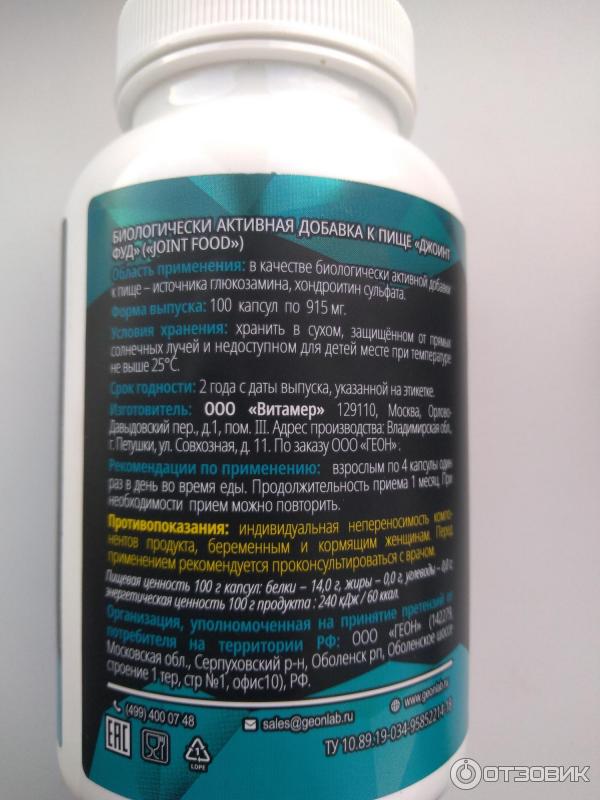 БИОЛОГИЧЕСКИ АКТИВНАЯ ДОБАВКА К ПИЩЕ «ДЖОИНТ
ФУД» («JOINT FOOD»)
Область применения: в качестве биологически активной добавки
к пище – источника глюкозамина, хондроитин сульфата.
Форма выпуска: 100 капсул по 915 мг.
Условия хранения: хранить в сухом, защищённом от прямых
солнечных лучей и недоступном для детей месте при температуре
не выше 25°С.
Срок годности: 2 года с даты выпуска, указанной на этикетке.
Изготовитель: ООО «Витамер» 129110, Москва, Орлово-
Давыдовский пер., д.1, пом. III. Адрес производства: Владимирская обл.,
г. Петушки, ул. Совхозная, д. 11. По заказу ООО «ГЕОН» .
Рекомендации по применению: взрослым по 4 капсулы один
раз в день во время еды. Продолжительность приема 1 месяц. При
необходимости прием можно повторить.
Противопоказания: индивидуальная непереносимость компо-
нентов продукта, беременным и кормящим женщинам. Перед
применением рекомендуется проконсультироваться с врачом.
Пищевая ценность 100 г капсул: белки – 14,0 г, жиры – 0,0 г, углеводы – 0,0 г,
энергетическая ценность 100 г продукта : 240 кДж / 60 ккал.
Организация, уполномоченная на принятие претензий от
потребителя на территории РФ: ООО «ГЕОН» (142279,
Московская обл., Серпуховский р-н, Оболенск рп, Оболенское шоссе
строение 1 тер, стр №1, офис10), РФ.
(499) 400 07 48
sales@geonlab.ru
www.geonlab.ru
ТУ 10.89.19-034-95852214-18
EAC
1
LDPE
ОТЗОВИК